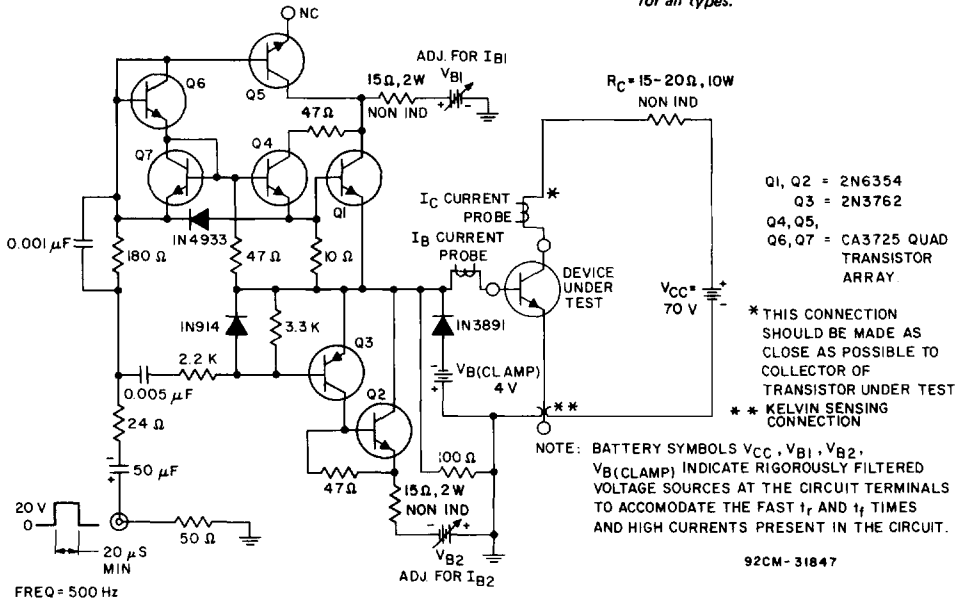 for all types.
NC
ADJ. FOR IB1
VB1
+ -
15Ω, 2W
NON IND
RC = 15-20Ω, 10W
NON IND
Q6
Q5
47Ω
Q7
Q4
Q1
IC CURRENT
PROBE
*
Q1, Q2 = 2N6354
Q3 = 2N3762
Q4, Q5,
Q6, Q7 = CA3725 QUAD
TRANSISTOR
ARRAY.
0.001 µF
180Ω
1N4933
47Ω
10Ω
IB CURRENT
PROBE
DEVICE
UNDER
TEST
VCC =
70 V
+
-
* THIS CONNECTION
SHOULD BE MADE AS
CLOSE AS POSSIBLE TO
COLLECTOR OF
TRANSISTOR UNDER TEST
** KELVIN SENSING
CONNECTION
1N914
3.3 K
Q3
1N3891
2.2 K
0.005 µF
Q2
-
+
VB(CLAMP)
4 V
**
24 Ω
-
50 µF
+
47Ω
100 Ω
15Ω, 2W
NON IND
- +
VB2
ADJ. FOR IB2
NOTE: BATTERY SYMBOLS VCC, VB1, VB2,
VB(CLAMP) INDICATE RIGOROUSLY FILTERED
VOLTAGE SOURCES AT THE CIRCUIT TERMINALS
TO ACCOMODATE THE FAST tr AND tf TIMES
AND HIGH CURRENTS PRESENT IN THE CIRCUIT.
20 V
0
20 µS
MIN
50 Ω
FREQ = 500 Hz
92CM-31847